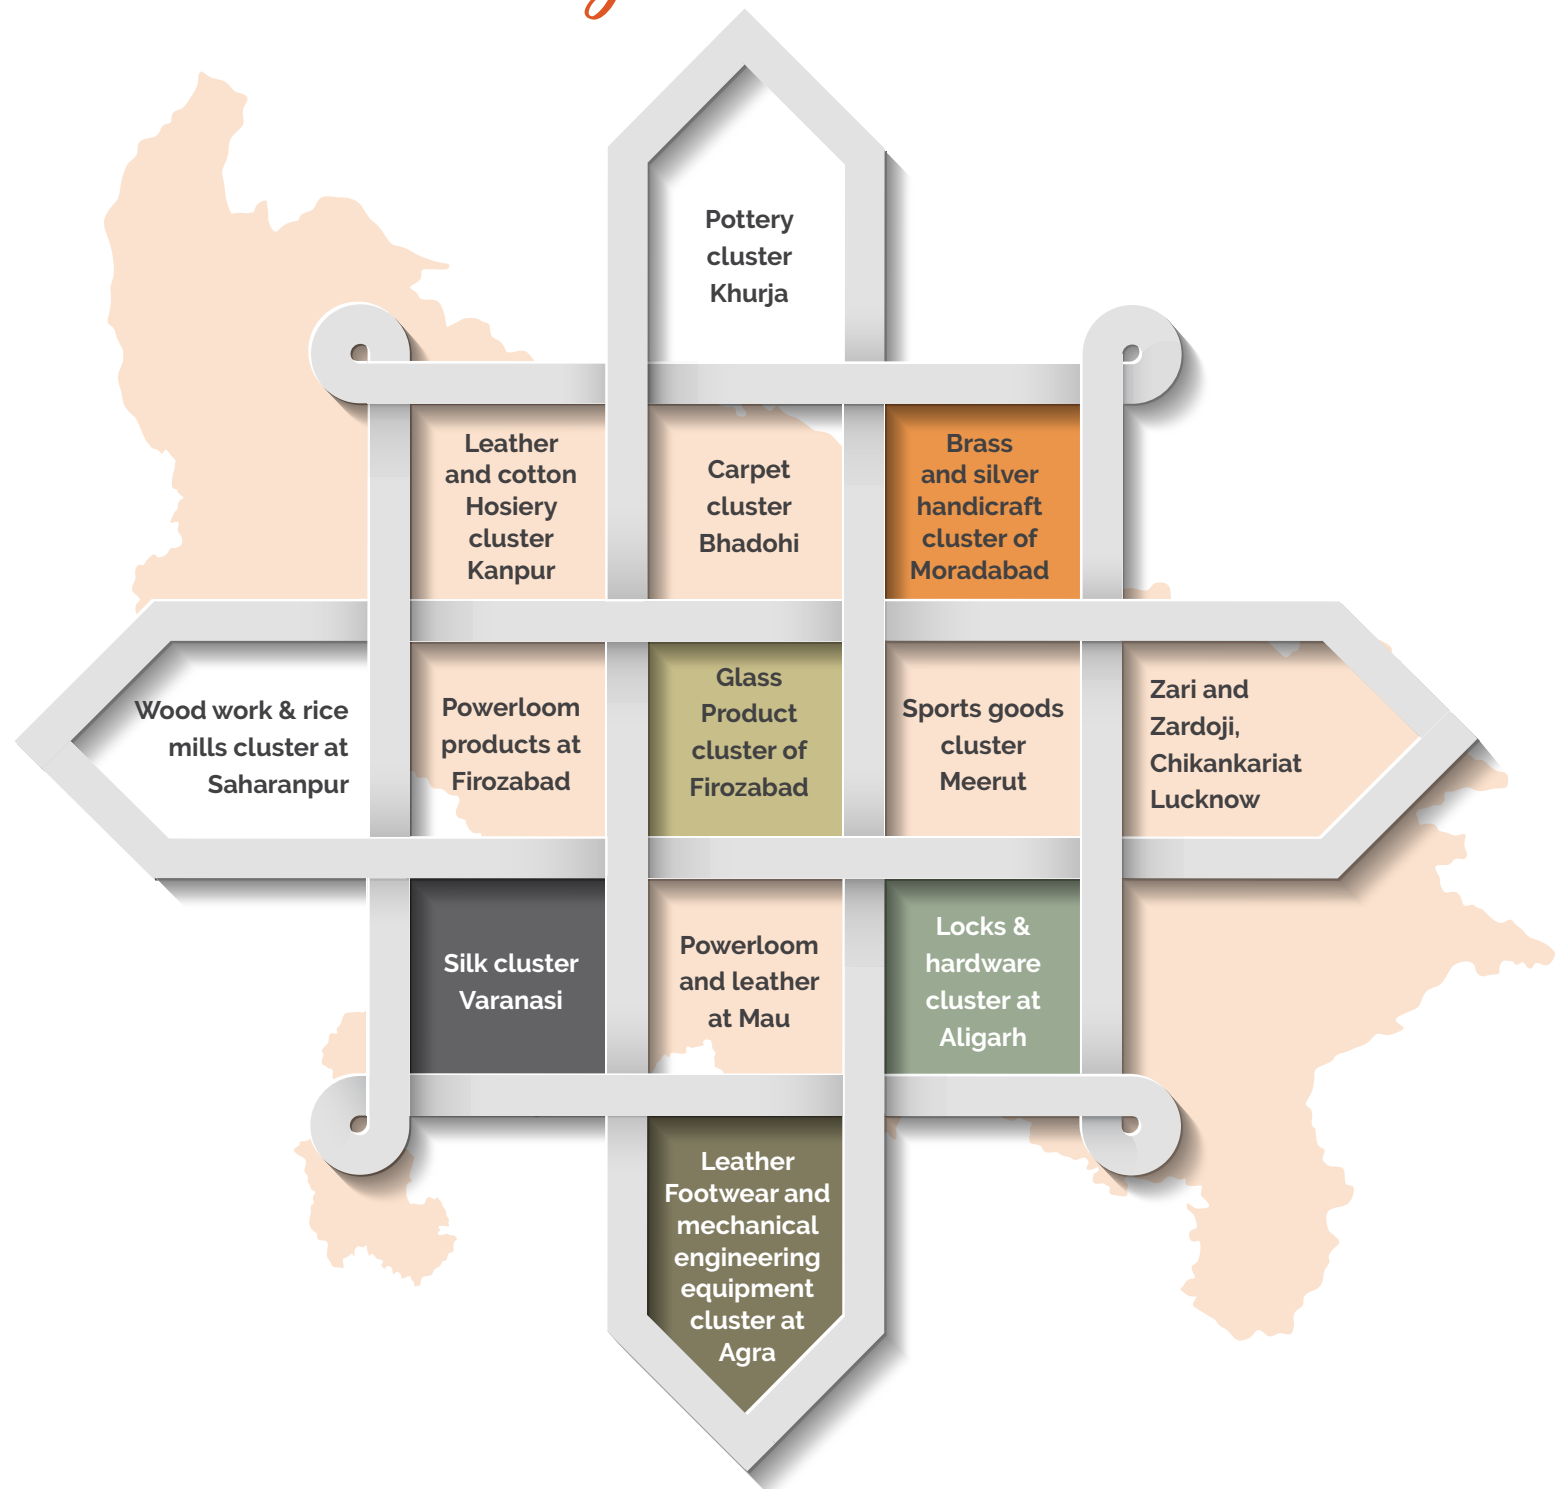 Pottery
cluster
Khurja
Leather
and cotton
Hosiery
cluster
Kanpur
Carpet
cluster
Bhadohi
Brass
and silver
handicraft
cluster of
Moradabad
Wood work & rice
mills cluster at
Saharanpur
Powerloom
products at
Firozabad
Glass
Product
cluster of
Firozabad
Sports goods
cluster
Meerut
Zari and
Zardoji,
Chikankariat
Lucknow
Silk cluster
Varanasi
Powerloom
and leather
at Mau
Locks &
hardware
cluster at
Aligarh
Leather
Footwear and
mechanical
engineering
equipment
cluster at
Agra